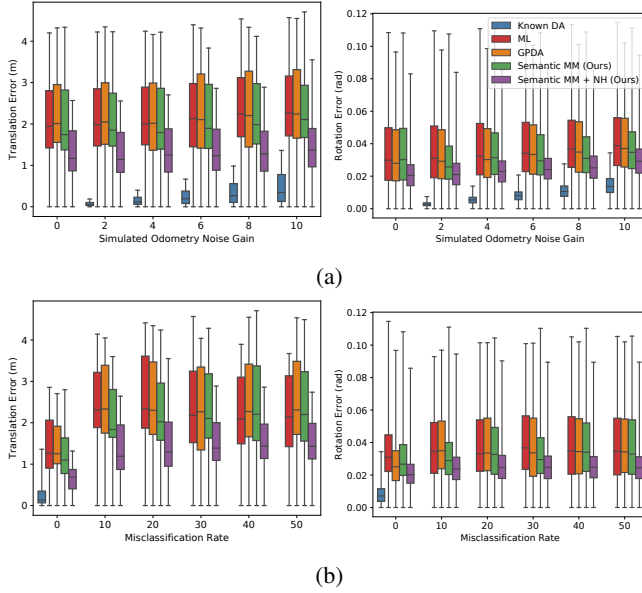 4
3
2
1
0
Translation Error (m)
0 2 4 6 8 10
Simulated Odometry Noise Gain
0.12
0.10
0.08
0.06
0.04
0.02
0.00
Rotation Error (rad)
Known DA
ML
GPDA
Semantic MM (Ours)
Semantic MM + NH (Ours)
0 2 4 6 8 10
Simulated Odometry Noise Gain
(a)
5
4
3
2
1
0
Translation Error (m)
0 10 20 30 40 50
Misclassification Rate
0.12
0.10
0.08
0.06
0.04
0.02
0.00
Rotation Error (rad)
0 10 20 30 40 50
Misclassification Rate
(b)